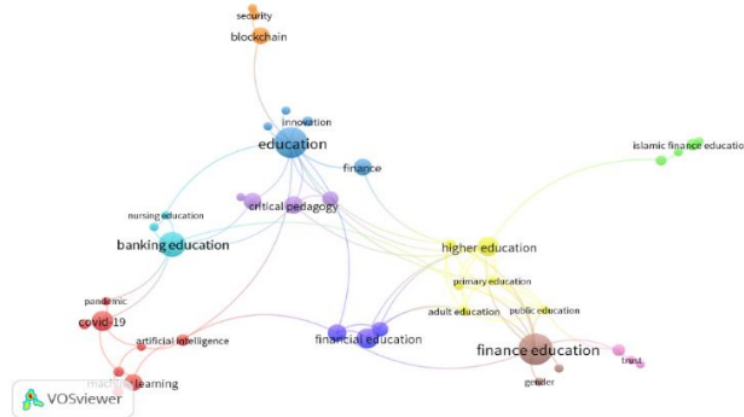 security
blockchain
innovation
education
finance
islamic finance educatio
critical pedagogy
nursing education
banking education
higher education
primary education
pandemic
covid-19
adult education
public education
artificial intelligence
financial education
finance education
trust
gender
machine learning
VOSviewer